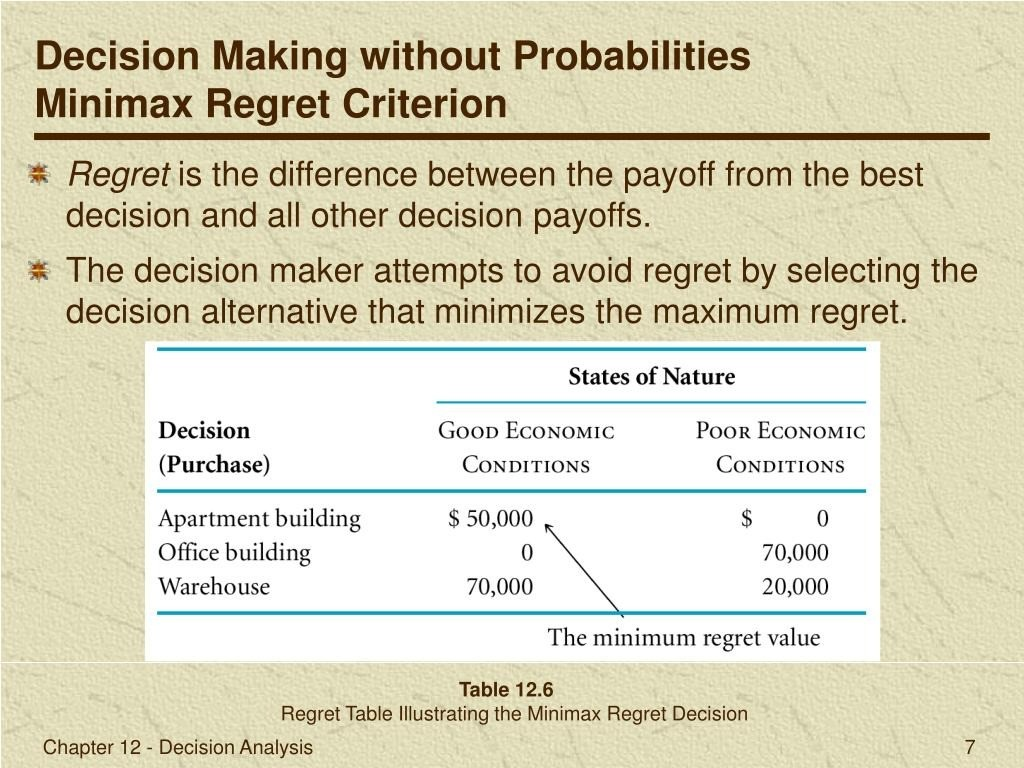 Decision Making without Probabilities
Minimax Regret Criterion
Regret is the difference between the payoff from the best
decision and all other decision payoffs.
The decision maker attempts to avoid regret by selecting the
decision alternative that minimizes the maximum regret.
States of Nature
Decision
(Purchase)
Good Economic
Conditions
Poor Economic
Conditions
Apartment building $ 50,000 $ 0
Office building 0 70,000
Warehouse 70,000 20,000
The minimum regret value
Table 12.6
Regret Table Illustrating the Minimax Regret Decision
Chapter 12 - Decision Analysis 7